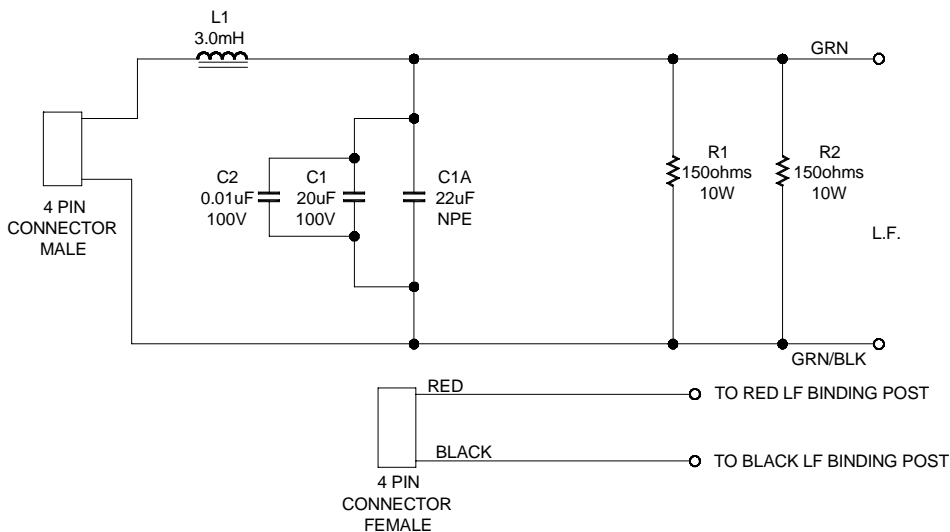 L1
3.0mH
GRN
C2
0.01uF
100V
C1
20uF
100V
C1A
22uF
NPE
R1
150ohms
10W
R2
150ohms
10W
4 PIN
CONNECTOR
MALE
L.F.
GRN/BLK
RED
TO RED LF BINDING POST
BLACK
TO BLACK LF BINDING POST
4 PIN
CONNECTOR
FEMALE